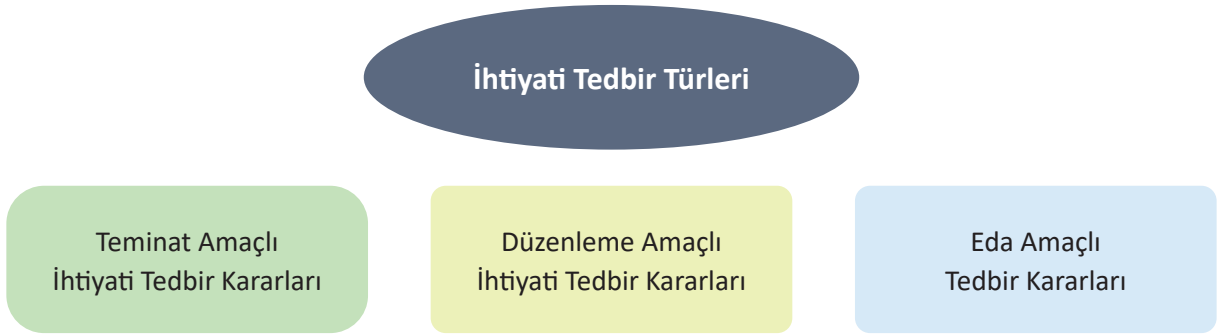 İhtiyati Tedbir Türleri
Teminat Amaçlı
İhtiyati Tedbir Kararları
Düzenleme Amaçlı
İhtiyati Tedbir Kararları
Eda Amaçlı
Tedbir Kararları